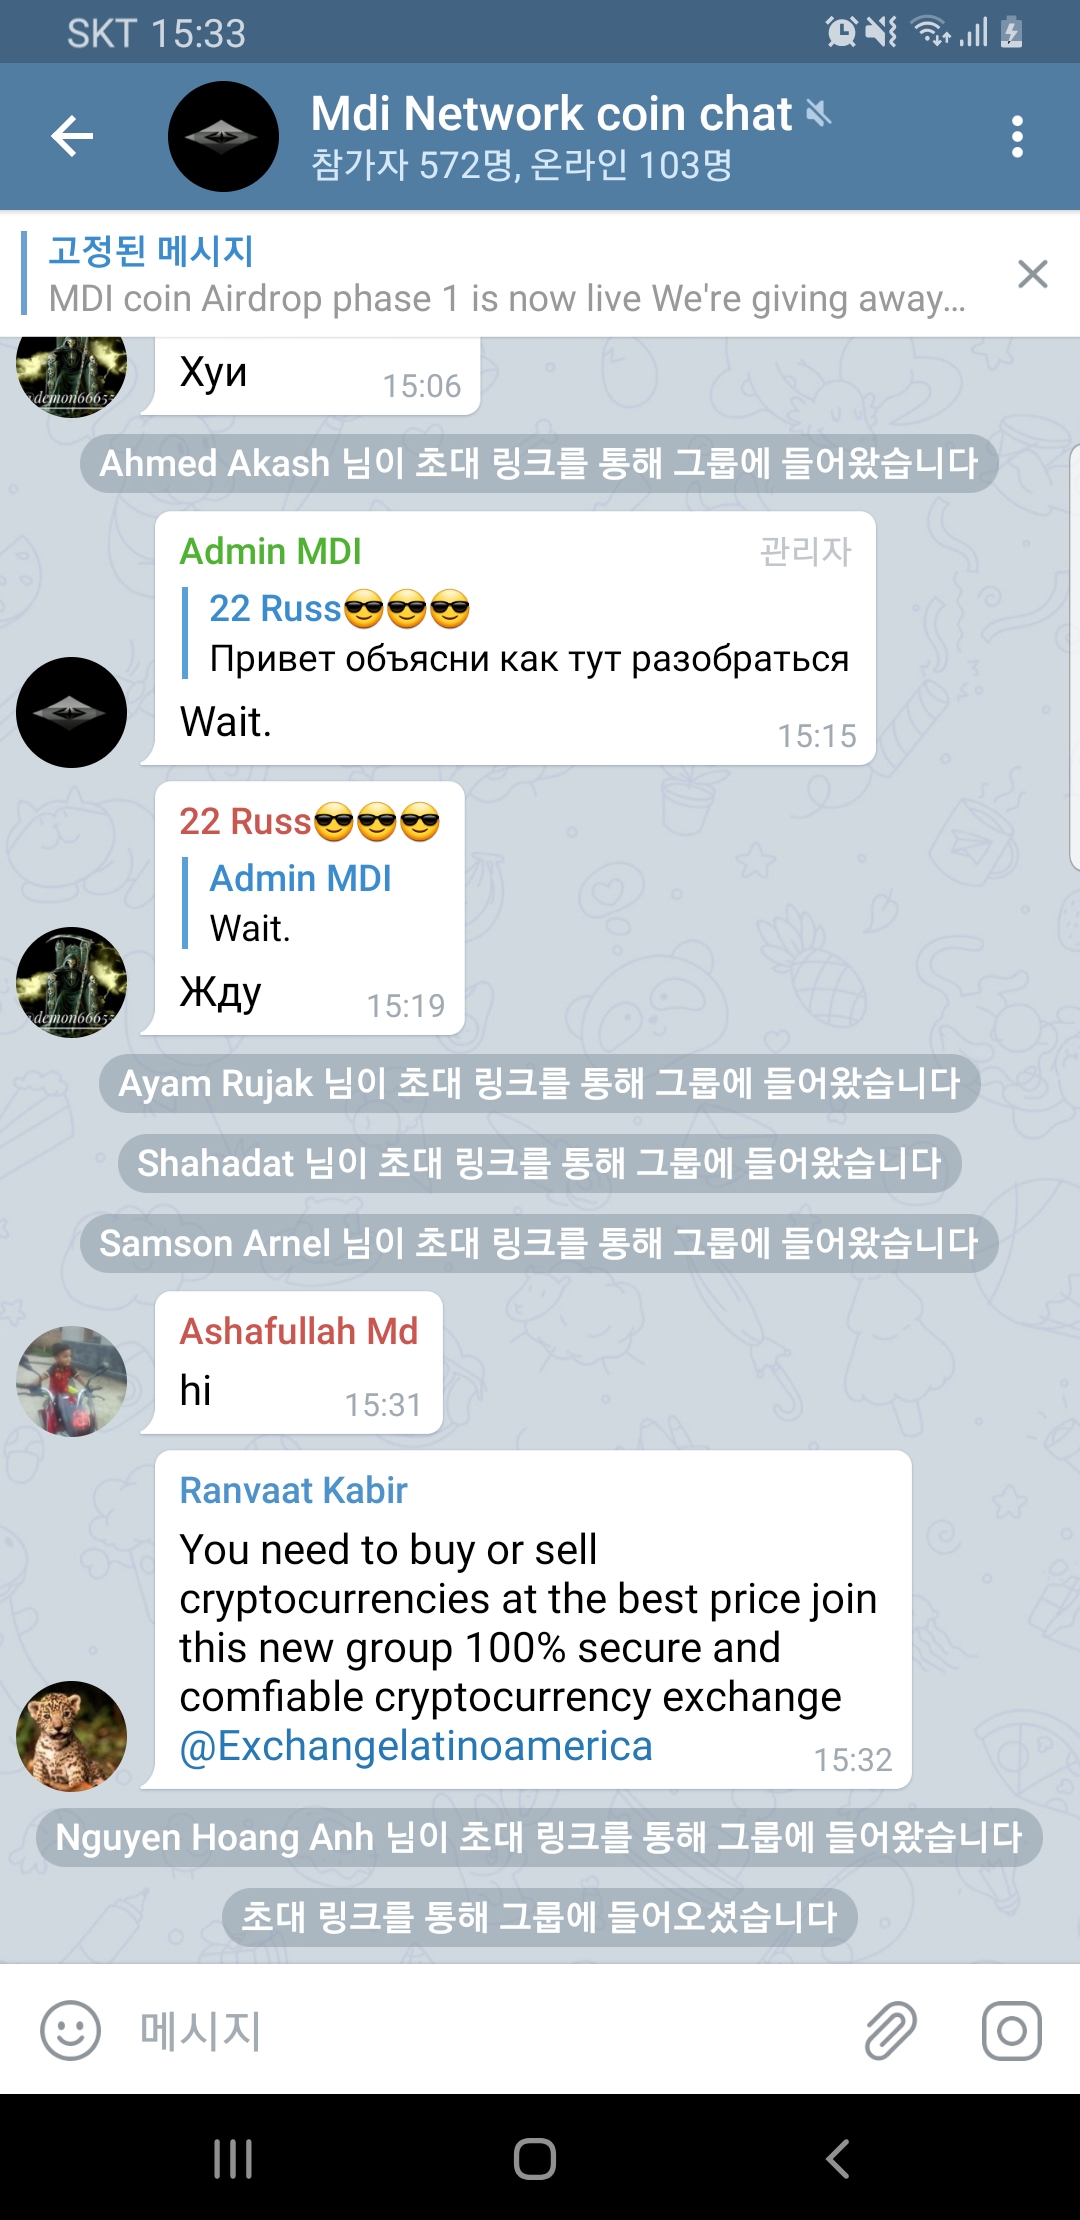 SKT 15:33
Mdi Network coin chat
참가자 572명, 온라인 103명
고정된 메시지
MDI coin Airdrop phase 1 is now live We're giving away...
Хуи
15:06
Ahmed Akash 님이 초대 링크를 통해 그룹에 들어왔습니다
Admin MDI
관리자
22 Russ😎😎😎
Привет объясни как тут разобраться
Wait.
15:15
22 Russ😎😎😎
Admin MDI
Wait.
Жду
15:19
Ayam Rujak 님이 초대 링크를 통해 그룹에 들어왔습니다
Shahadat 님이 초대 링크를 통해 그룹에 들어왔습니다
Samson Arnel 님이 초대 링크를 통해 그룹에 들어왔습니다
Ashafullah Md
hi
15:31
Ranvaat Kabir
You need to buy or sell
cryptocurrencies at the best price join
this new group 100% secure and
comfiable cryptocurrency exchange
@Exchangelatinoamerica
15:32
Nguyen Hoang Anh 님이 초대 링크를 통해 그룹에 들어왔습니다
초대 링크를 통해 그룹에 들어오셨습니다
메시지